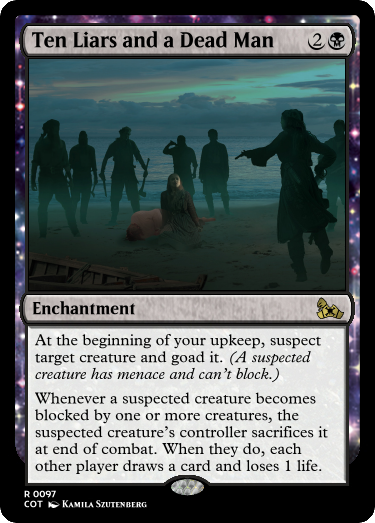 Ten Liars and a Dead Man 2
Enchantment
At the beginning of your upkeep, suspect
target creature and goad it. (A suspected
creature has menace and can't block.)
Whenever a suspected creature becomes
blocked by one or more creatures, the
suspected creature's controller sacrifices it
at end of combat. When they do, each
other player draws a card and loses 1 life.
R 0097
COT Kamila Szutenberg